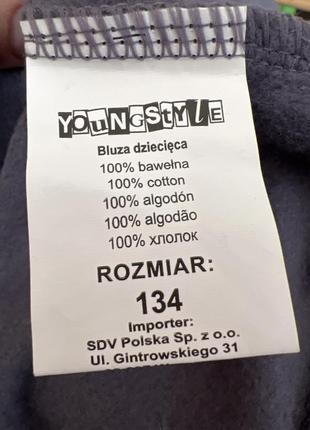 YOUNGSTYLE
Bluza dziecięca
100% bawełna
100% cotton
100% algodón
100% algodão
100% хлолок
ROZMIAR:
134
Importer:
SDV Polska Sp. z o.o.
Ul. Gintrowskiego 31